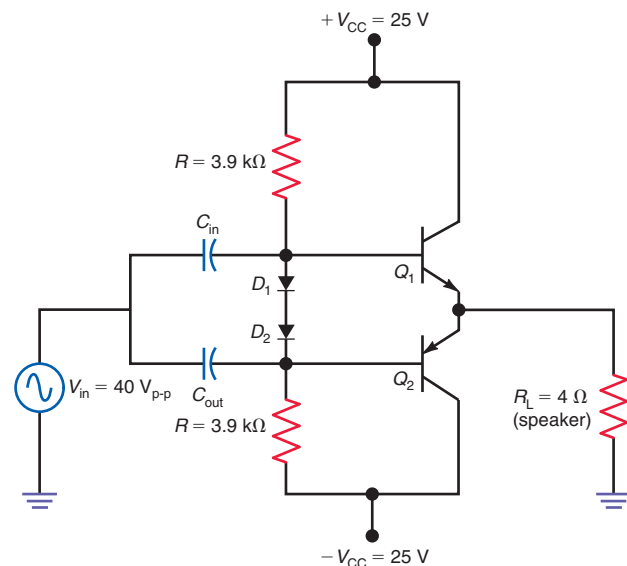 +V_CC = 25 V
R = 3.9 kΩ
C_in
Q_1
D_1
D_2
V_in = 40 V_p-p
C_out
Q_2
R_L = 4 Ω
(speaker)
R = 3.9 kΩ
−V_CC = 25 V